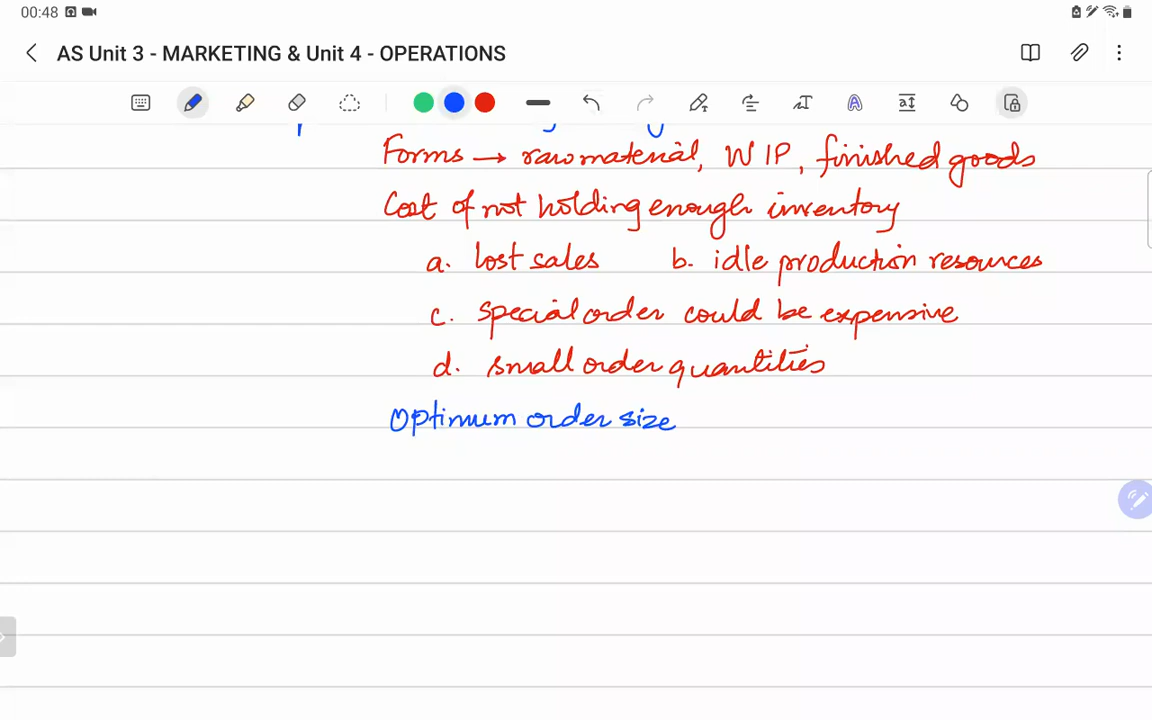 00:48
AS Unit 3 - MARKETING & Unit 4 - OPERATIONS
Forms → raw material, WIP, finished goods
Cost of not holding enough inventory
a. lost sales b. idle production resources
c. special order could be expensive
d. small order quantities
Optimum order size